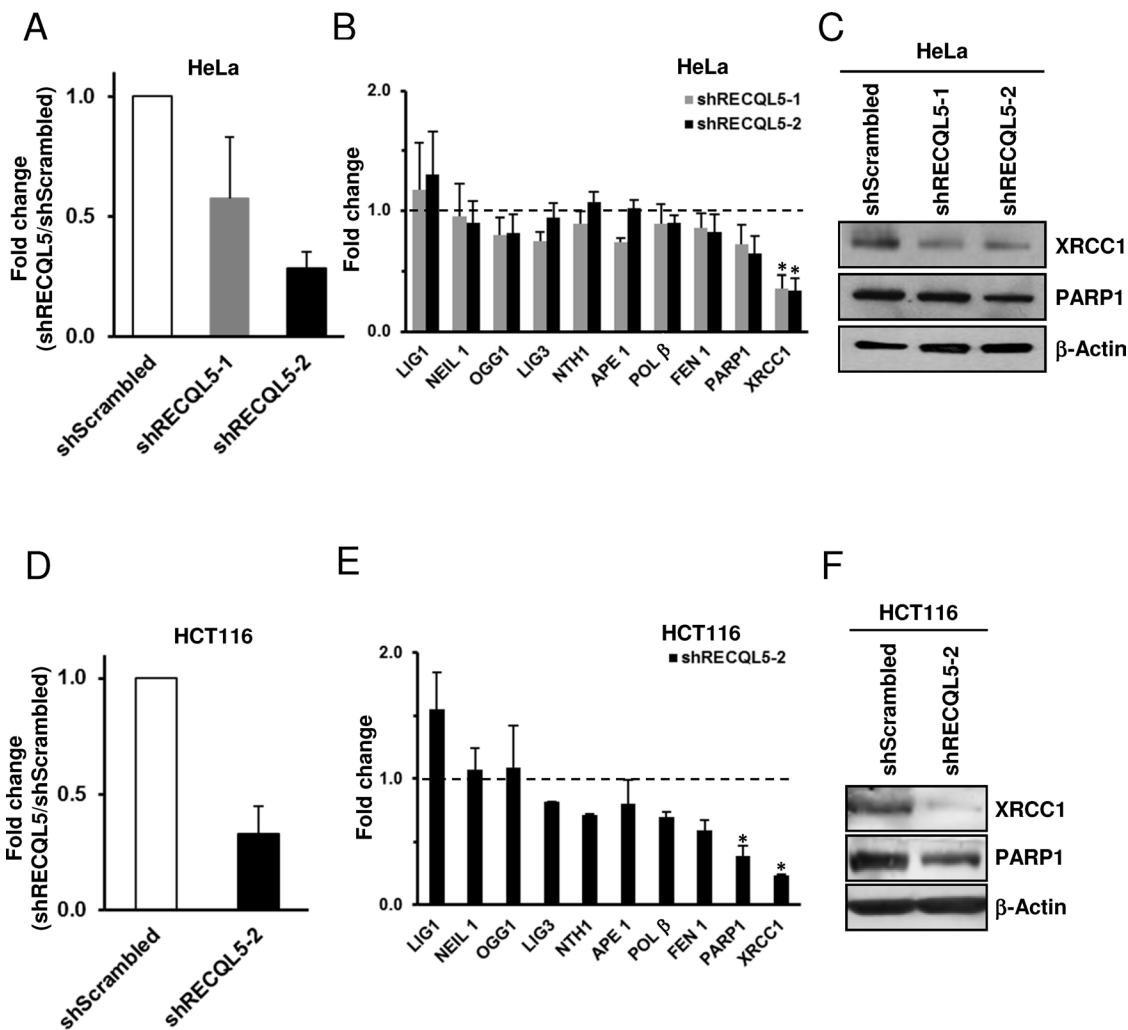 A
HeLa
Fold change
(shRECQL5/shScrambled)
1.0
0.5
0.0
shScrambled
shRECQL5-1
shRECQL5-2
B
HeLa
shRECQL5-1
shRECQL5-2
Fold change
2.0
1.0
0.0
* *
LIG1
NEIL 1
OGG1
LIG3
NTH1
APE 1
POL β
FEN 1
PARP1
XRCC1
C
HeLa
shScrambled
shRECQL5-1
shRECQL5-2
XRCC1
PARP1
β-Actin
D
HCT116
Fold change
(shRECQL5/shScrambled)
1.0
0.5
0.0
shScrambled
shRECQL5-2
E
HCT116
shRECQL5-2
Fold change
2.0
1.0
0.0
*
*
LIG1
NEIL 1
OGG1
LIG3
NTH1
APE 1
POL β
FEN 1
PARP1
XRCC1
F
HCT116
shScrambled
shRECQL5-2
XRCC1
PARP1
β-Actin